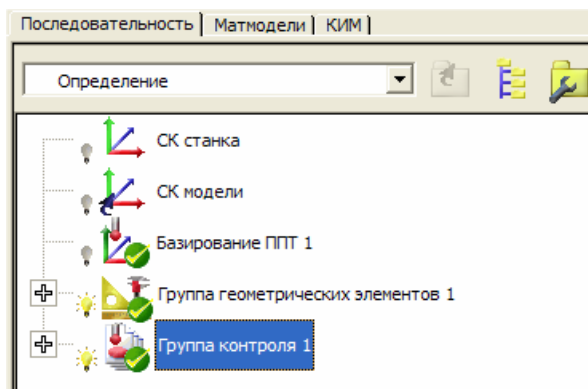 Последовательность Матмодели КИМ
Определение
СК станка
СК модели
Базирование ППТ 1
Группа геометрических элементов 1
Группа контроля 1